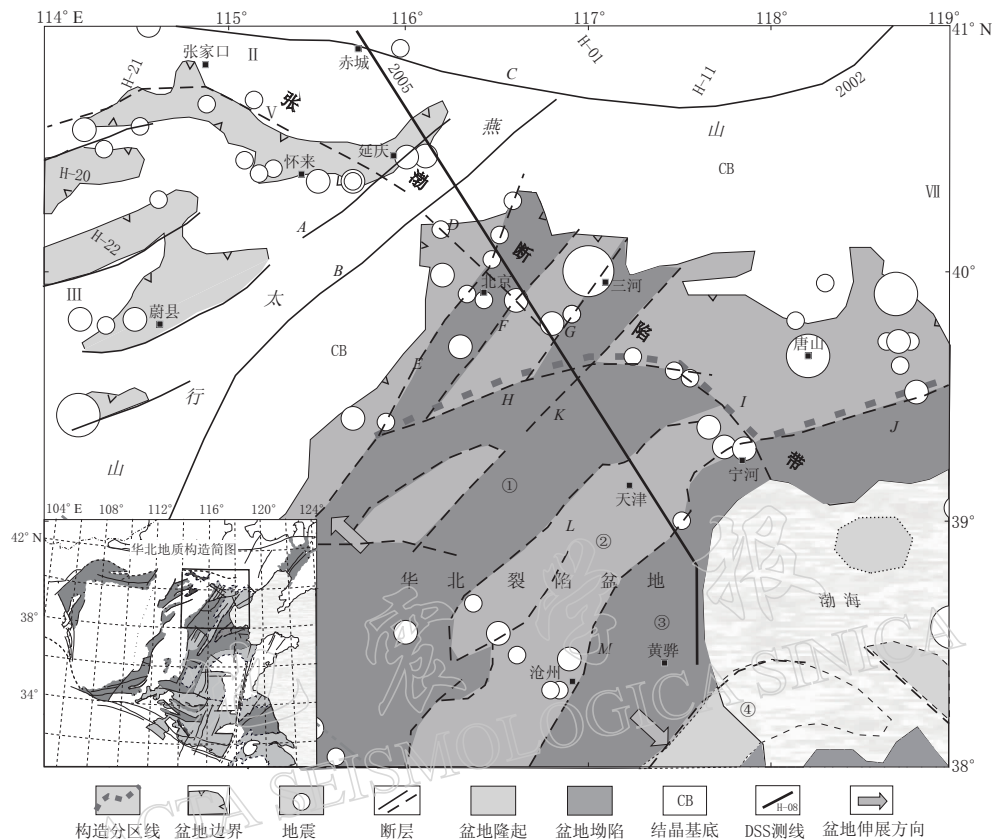 114° E 115° 116° 117° 118° 119°
41° N
40°
39°
38°
张家口
II
赤城
2005
C
H-01
H-11
2002
H-21
V
张
燕
山
延庆
怀来
渤
CB
VII
H-20
A
D
H-22
B
断
北京
三河
III
太
蔚县
F
G
陷
唐山
CB
E
行
H
K
I
J
山
①
宁河
带
天津
L
②
华北裂馅盆地
渤海
③
M
黄骅
沧州
④
104° E 108° 112° 116° 120° 124°
42° N
38°
34°
华北地质构造简图
震
学
报
ACTA SEISMOLOGICA SINICA
CB
H-08
构造分区线 盆地边界 地震 断层 盆地隆起 盆地坳陷 结晶基底 DSS测线 盆地伸展方向